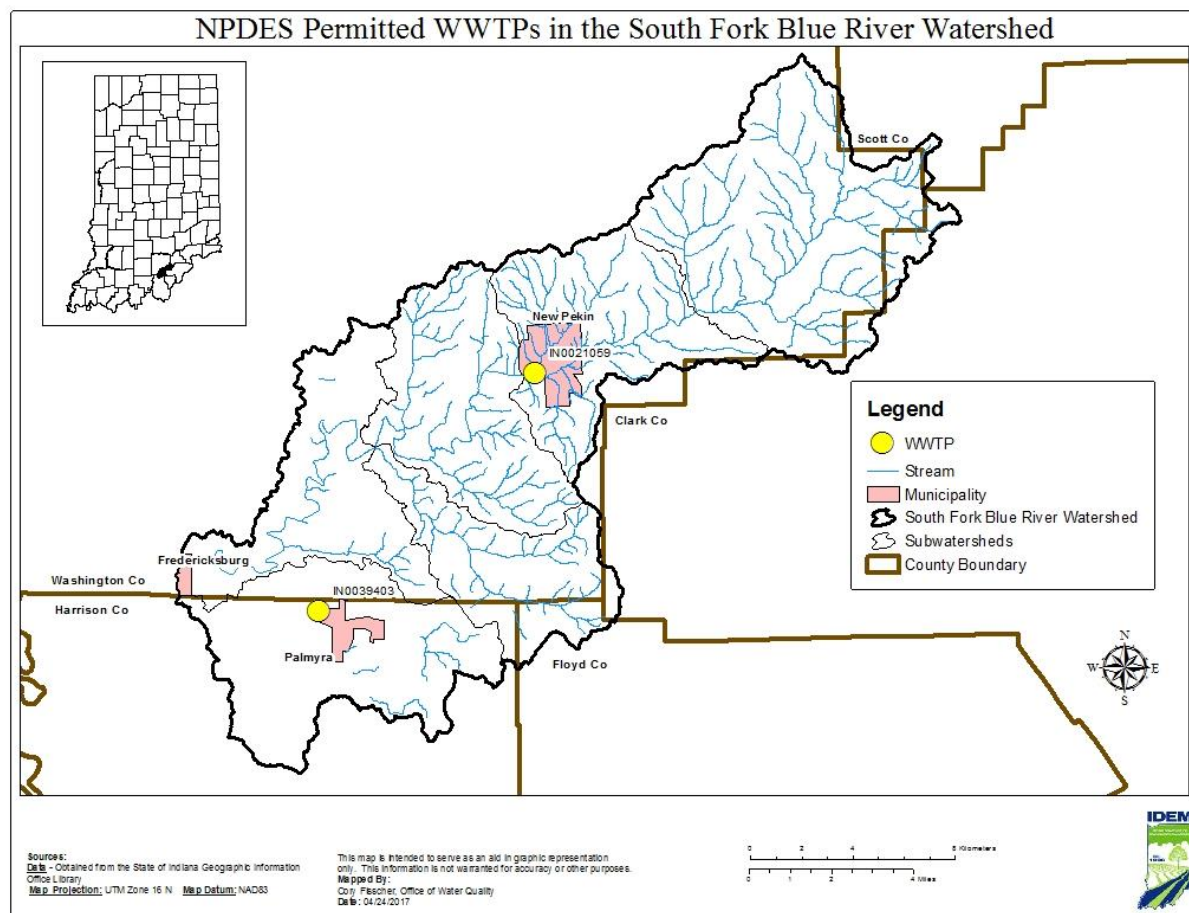 NPDES Permitted WWTPs in the South Fork Blue River Watershed
Scott Co
New Pekin
IN0021059
Clark Co
Legend
WWTP
Stream
Municipality
South Fork Blue River Watershed
Subwatersheds
County Boundary
Fredericksburg
Washington Co
IN0039403
Harrison Co
Palmyra
Floyd Co
N
W
E
S
Sources:
Data - Obtained from the State of Indiana Geographic Information
Office Library
Map Projection: UTM Zone 16 N Map Datum: NAD83
This map is intended to serve as an aid in graphic representation
only. This information is not warranted for accuracy or other purposes.
Mapped By:
Cory Fisscher, Office of Water Quality
Date: 04/24/2017
0 2 4 8 Kilometers
0 1 2 4 Miles
IDEM